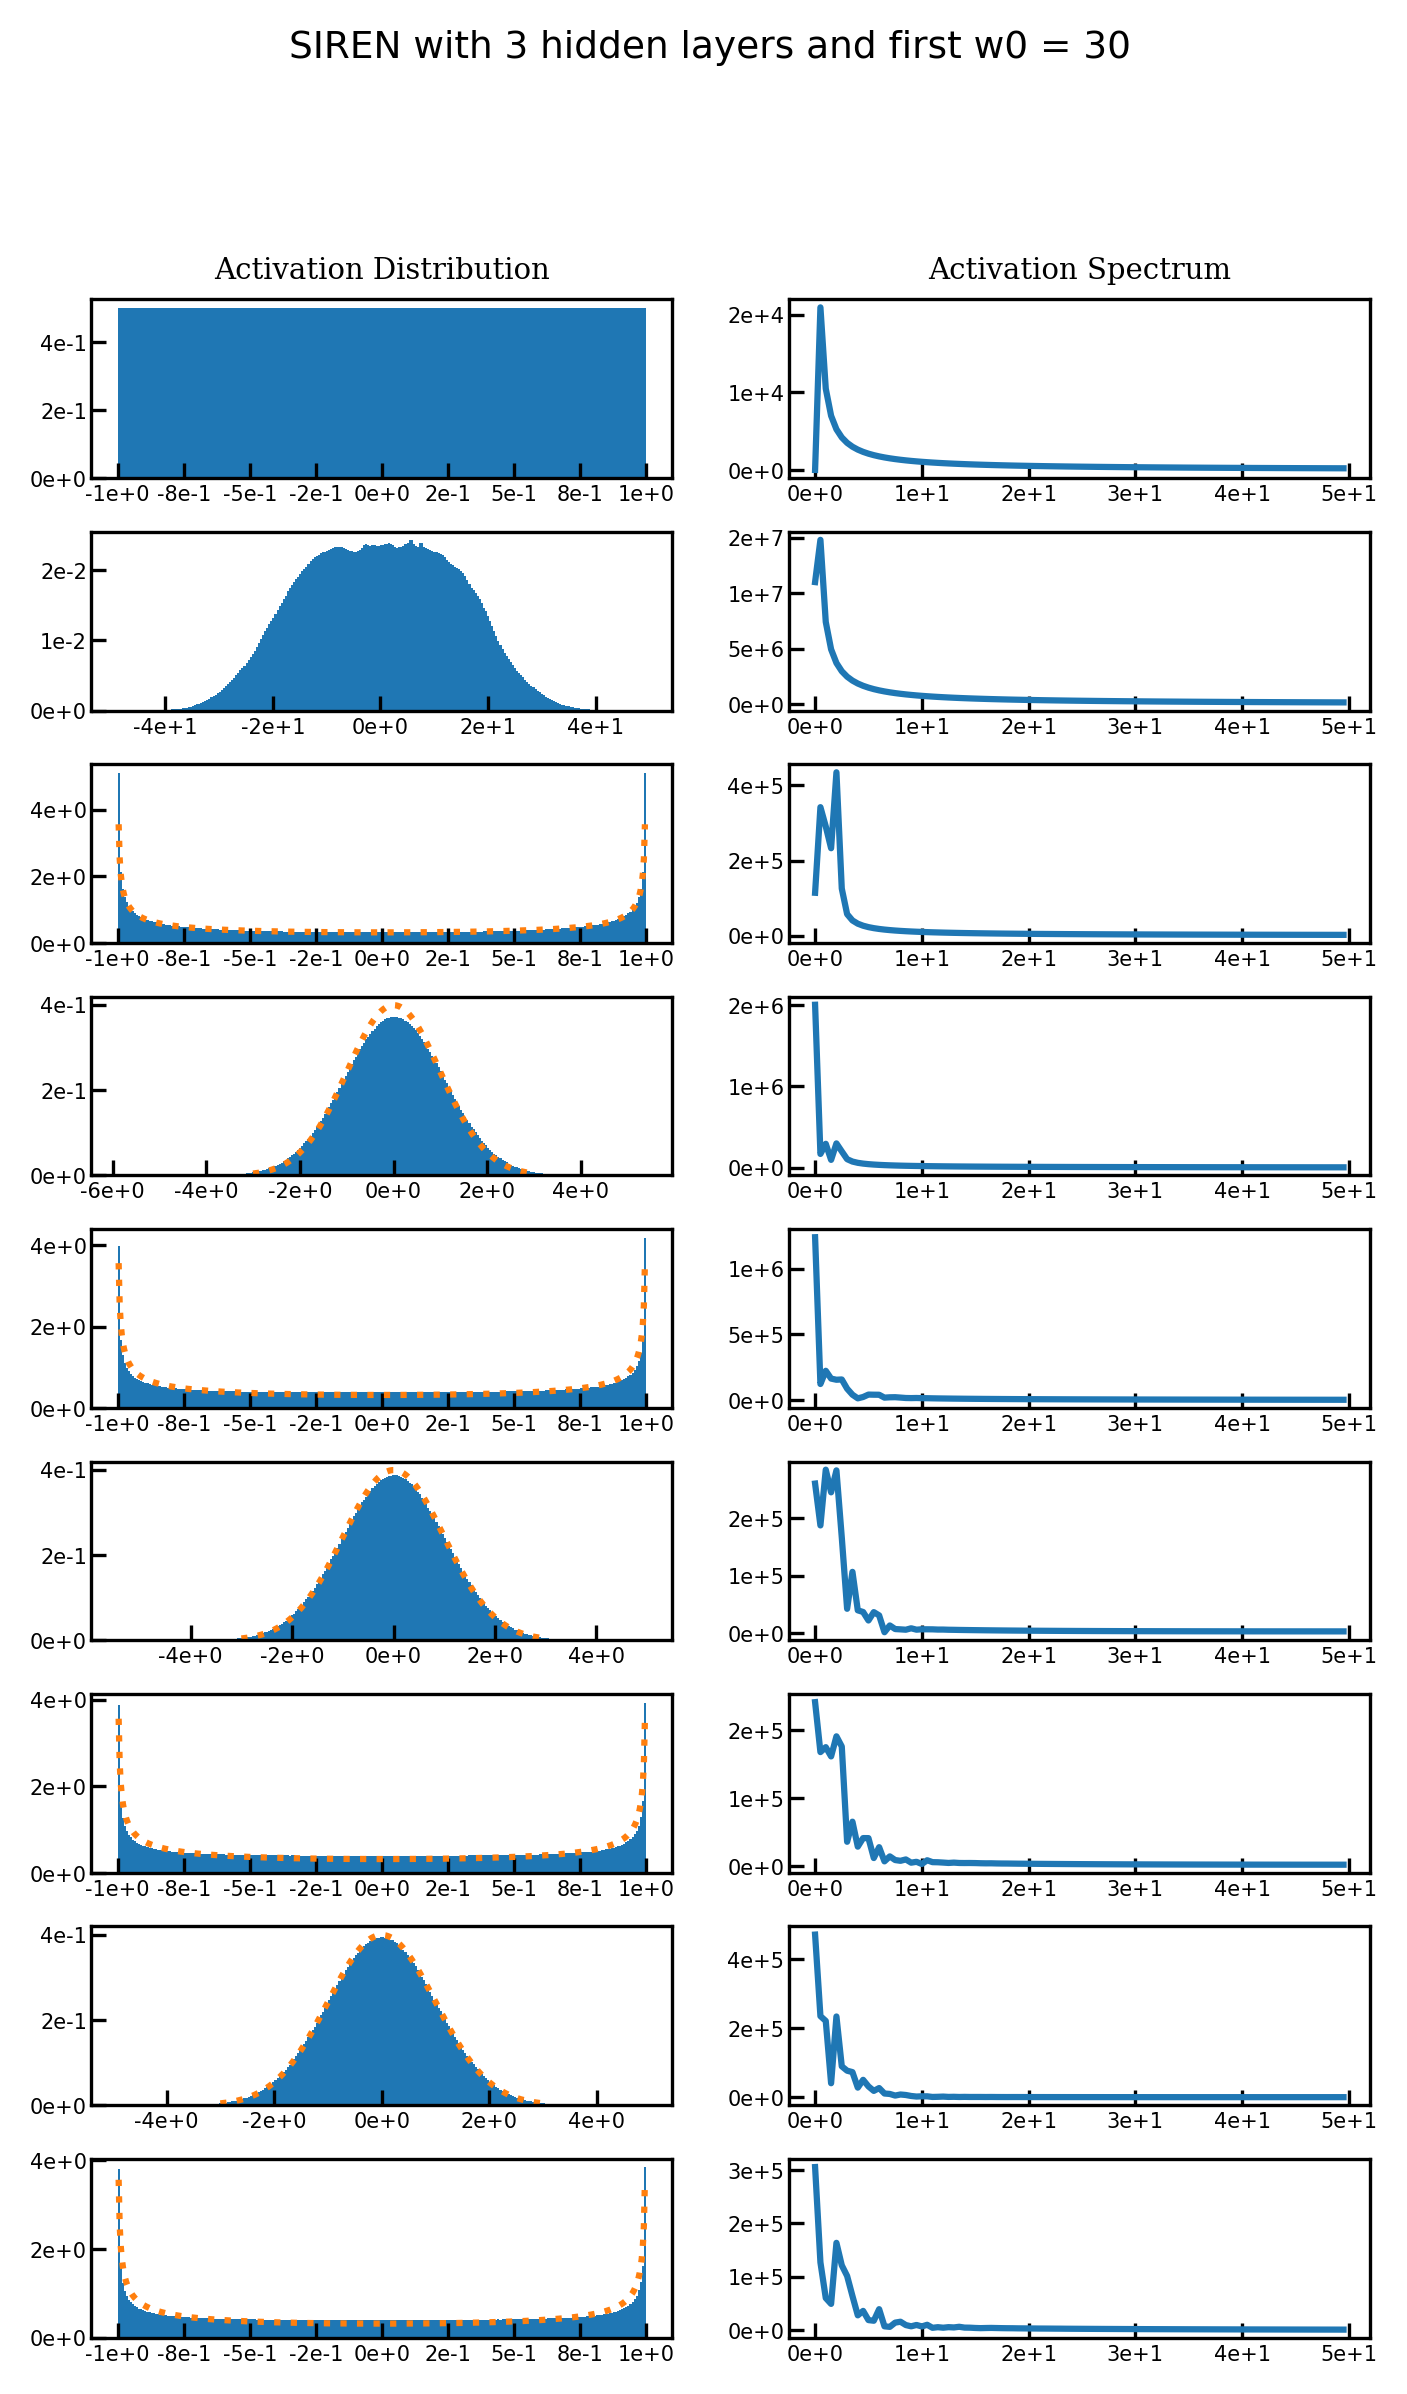 SIREN with 3 hidden layers and first w0 = 30
Activation Distribution
Activation Spectrum
4e-1
2e-1
0e+0
-1e+0 -8e-1 -5e-1 -2e-1 0e+0 2e-1 5e-1 8e-1 1e+0
2e+4
1e+4
0e+0
0e+0 1e+1 2e+1 3e+1 4e+1 5e+1
2e-2
1e-2
0e+0
-4e+1 -2e+1 0e+0 2e+1 4e+1
2e+7
1e+7
5e+6
0e+0
0e+0 1e+1 2e+1 3e+1 4e+1 5e+1
4e+0
2e+0
0e+0
-1e+0 -8e-1 -5e-1 -2e-1 0e+0 2e-1 5e-1 8e-1 1e+0
4e+5
2e+5
0e+0
0e+0 1e+1 2e+1 3e+1 4e+1 5e+1
4e-1
2e-1
0e+0
-6e+0 -4e+0 -2e+0 0e+0 2e+0 4e+0
2e+6
1e+6
0e+0
0e+0 1e+1 2e+1 3e+1 4e+1 5e+1
4e+0
2e+0
0e+0
-1e+0 -8e-1 -5e-1 -2e-1 0e+0 2e-1 5e-1 8e-1 1e+0
1e+6
5e+5
0e+0
0e+0 1e+1 2e+1 3e+1 4e+1 5e+1
4e-1
2e-1
0e+0
-4e+0 -2e+0 0e+0 2e+0 4e+0
2e+5
1e+5
0e+0
0e+0 1e+1 2e+1 3e+1 4e+1 5e+1
4e+0
2e+0
0e+0
-1e+0 -8e-1 -5e-1 -2e-1 0e+0 2e-1 5e-1 8e-1 1e+0
2e+5
1e+5
0e+0
0e+0 1e+1 2e+1 3e+1 4e+1 5e+1
4e-1
2e-1
0e+0
-4e+0 -2e+0 0e+0 2e+0 4e+0
4e+5
2e+5
0e+0
0e+0 1e+1 2e+1 3e+1 4e+1 5e+1
4e+0
2e+0
0e+0
-1e+0 -8e-1 -5e-1 -2e-1 0e+0 2e-1 5e-1 8e-1 1e+0
3e+5
2e+5
1e+5
0e+0
0e+0 1e+1 2e+1 3e+1 4e+1 5e+1